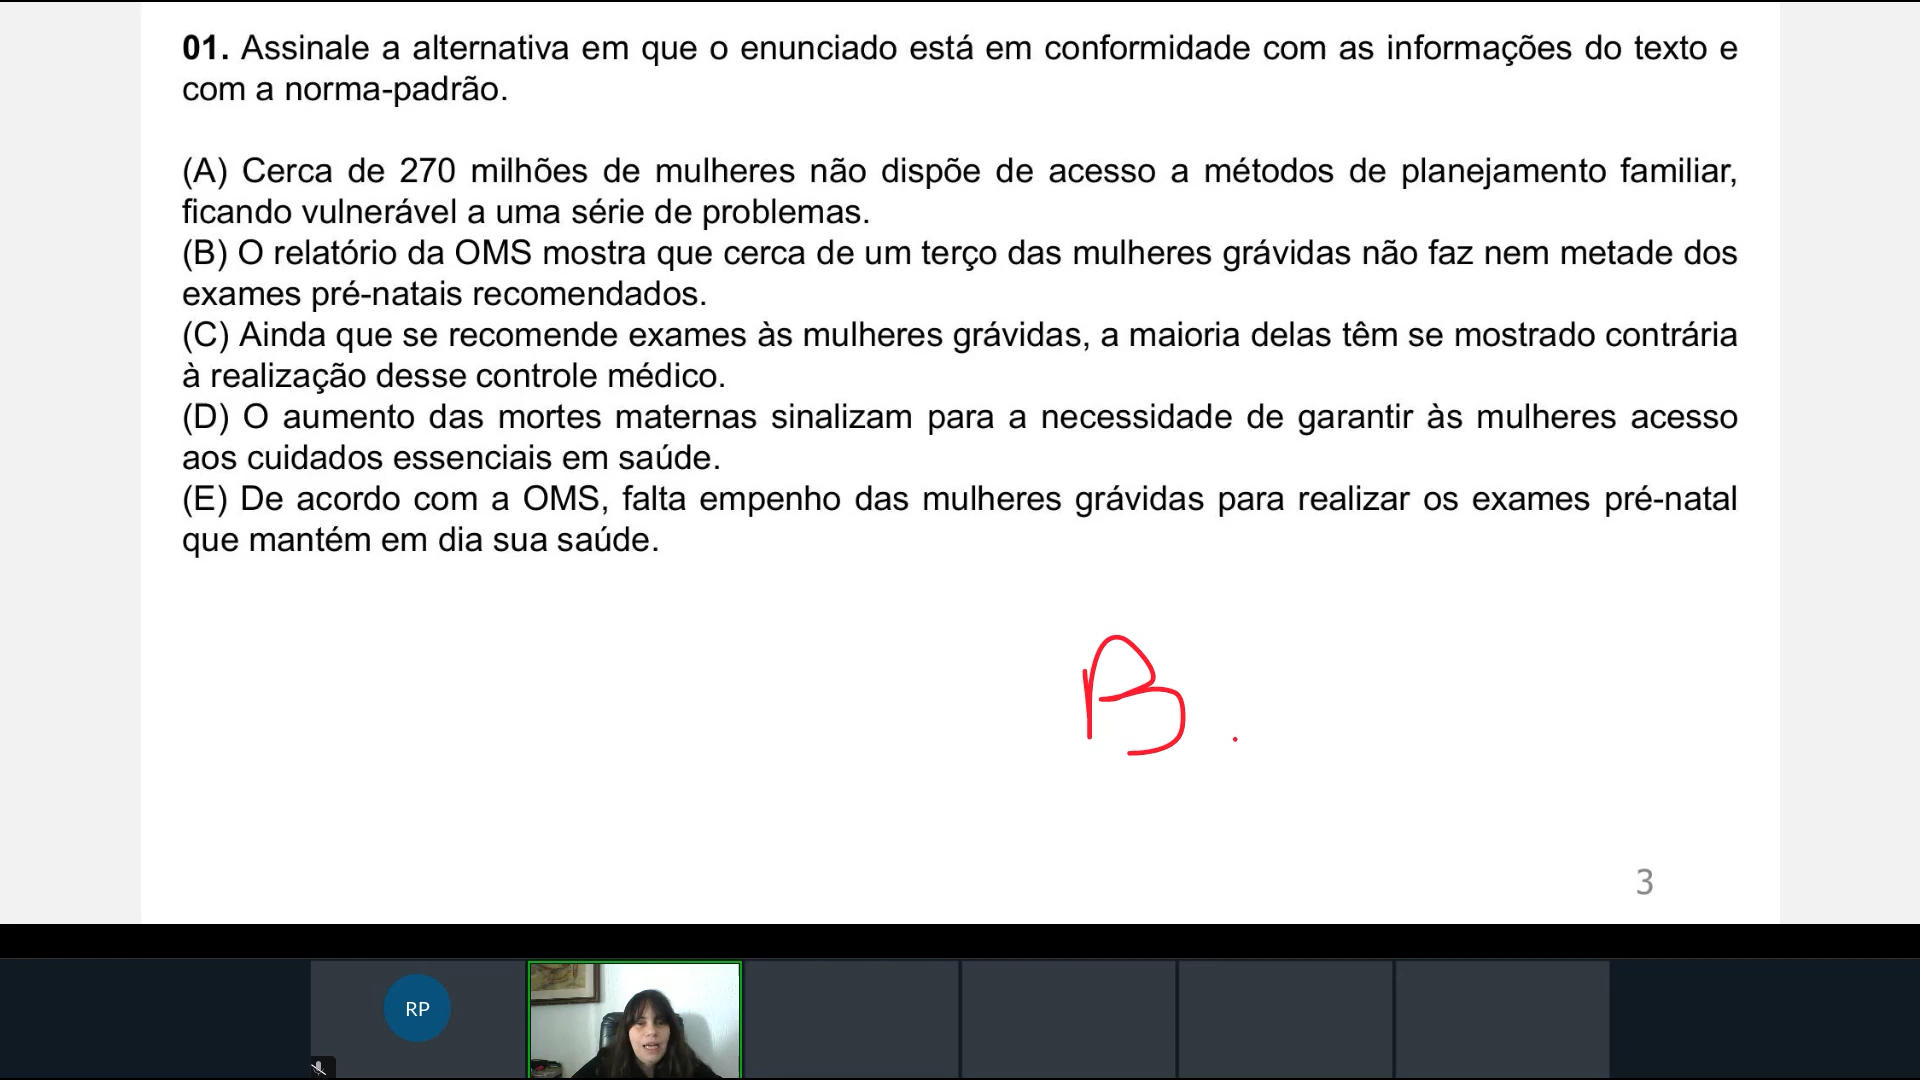 01. Assinale a alternativa em que o enunciado está em conformidade com as informações do texto e
com a norma-padrão.
(A) Cerca de 270 milhões de mulheres não dispõe de acesso a métodos de planejamento familiar,
ficando vulnerável a uma série de problemas.
(B) O relatório da OMS mostra que cerca de um terço das mulheres grávidas não faz nem metade dos
exames pré-natais recomendados.
(C) Ainda que se recomende exames às mulheres grávidas, a maioria delas têm se mostrado contrária
à realização desse controle médico.
(D) O aumento das mortes maternas sinalizam para a necessidade de garantir às mulheres acesso
aos cuidados essenciais em saúde.
(E) De acordo com a OMS, falta empenho das mulheres grávidas para realizar os exames pré-natal
que mantém em dia sua saúde.
B.
3
RP